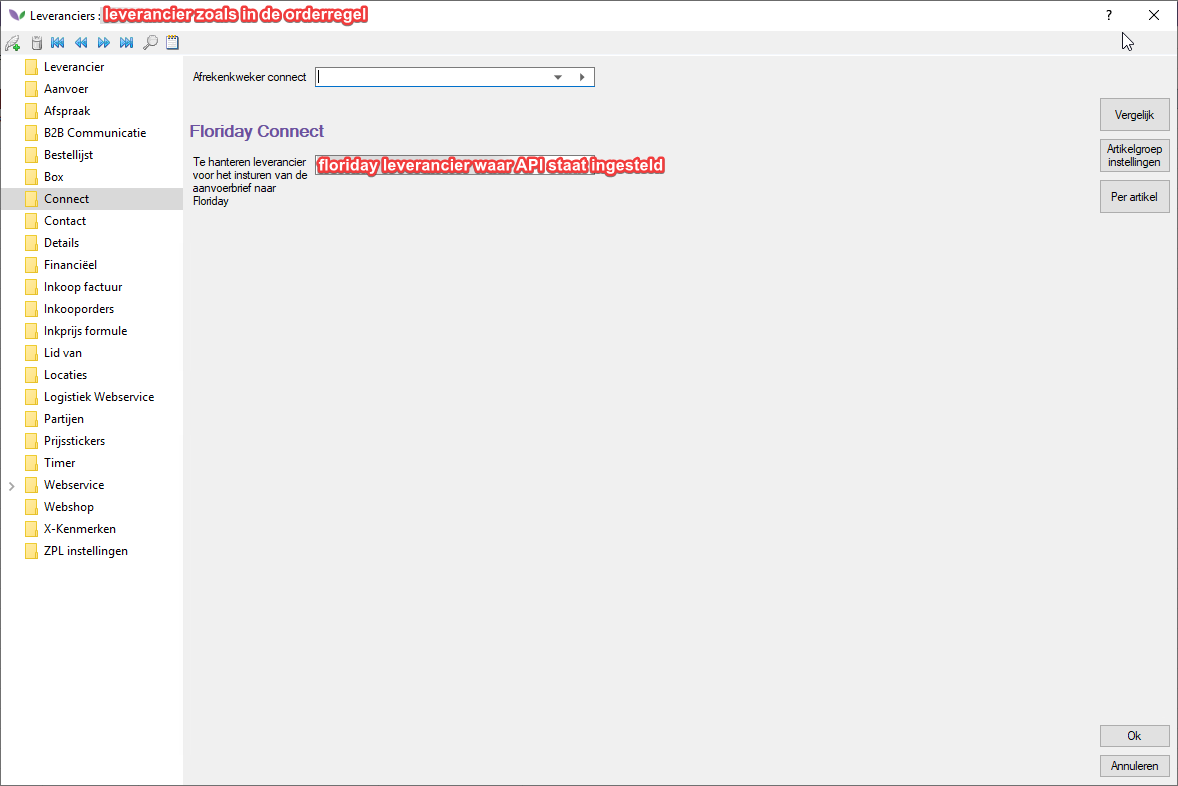 Leveranciers : leverancier zoals in de orderregel
?
Leverancier
Aanvoer
Afspraak
B2B Communicatie
Bestellijst
Box
Connect
Contact
Details
Financiëel
Inkoop factuur
Inkooporders
Inkprijs formule
Lid van
Locaties
Logistiek Webservice
Partijen
Prijsstickers
Timer
Webservice
Webshop
X-Kenmerken
ZPL instellingen
Afrekenkweker connect
Floriday Connect
Te hanteren leverancier
voor het insturen van de
aanvoerbrief naar
Floriday
floriday leverancier waar API staat ingesteld
Vergelijk
Artikelgroep
instellingen
Per artikel
Ok
Annuleren